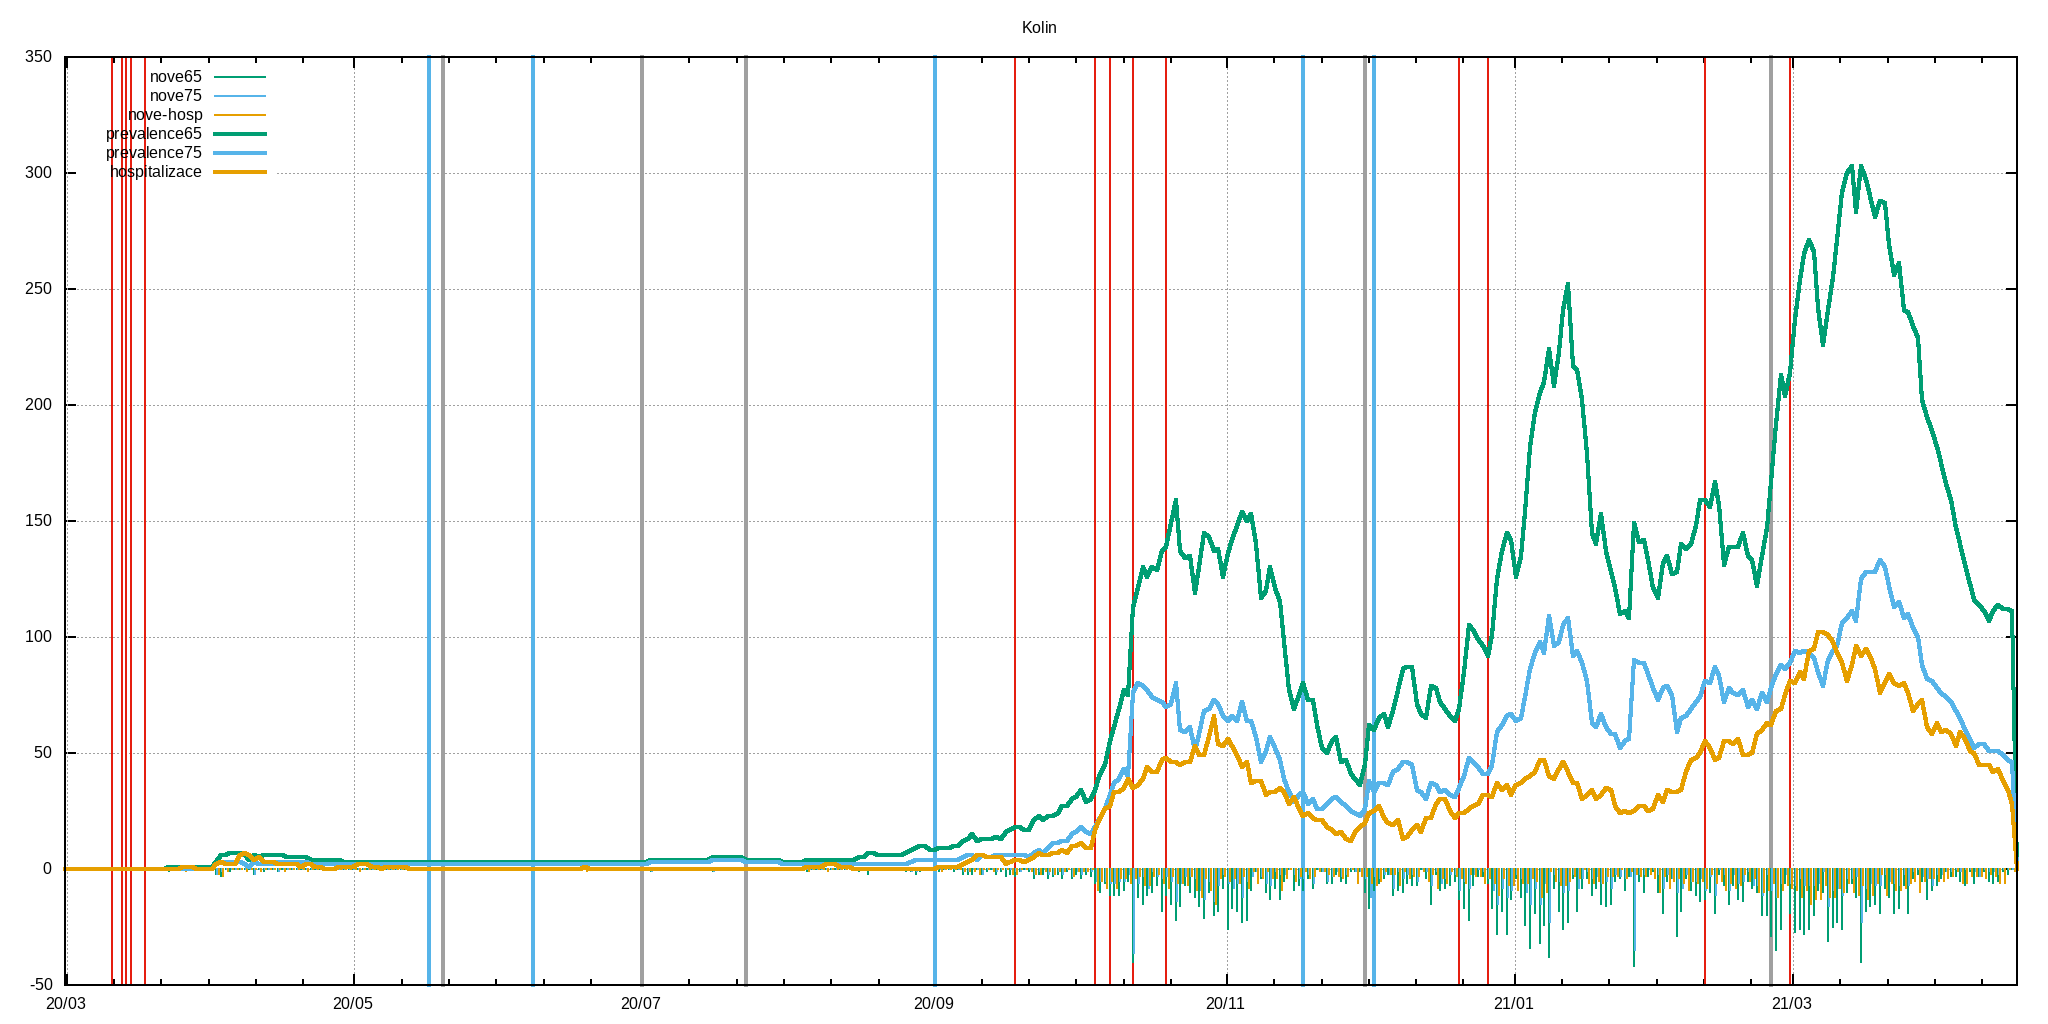 Kolin
350
300
250
200
150
100
50
0
-50
nove65
nove75
nove-hosp
prevalence65
prevalence75
hospitalizace
20/03 20/05 20/07 20/09 20/11 21/01 21/03